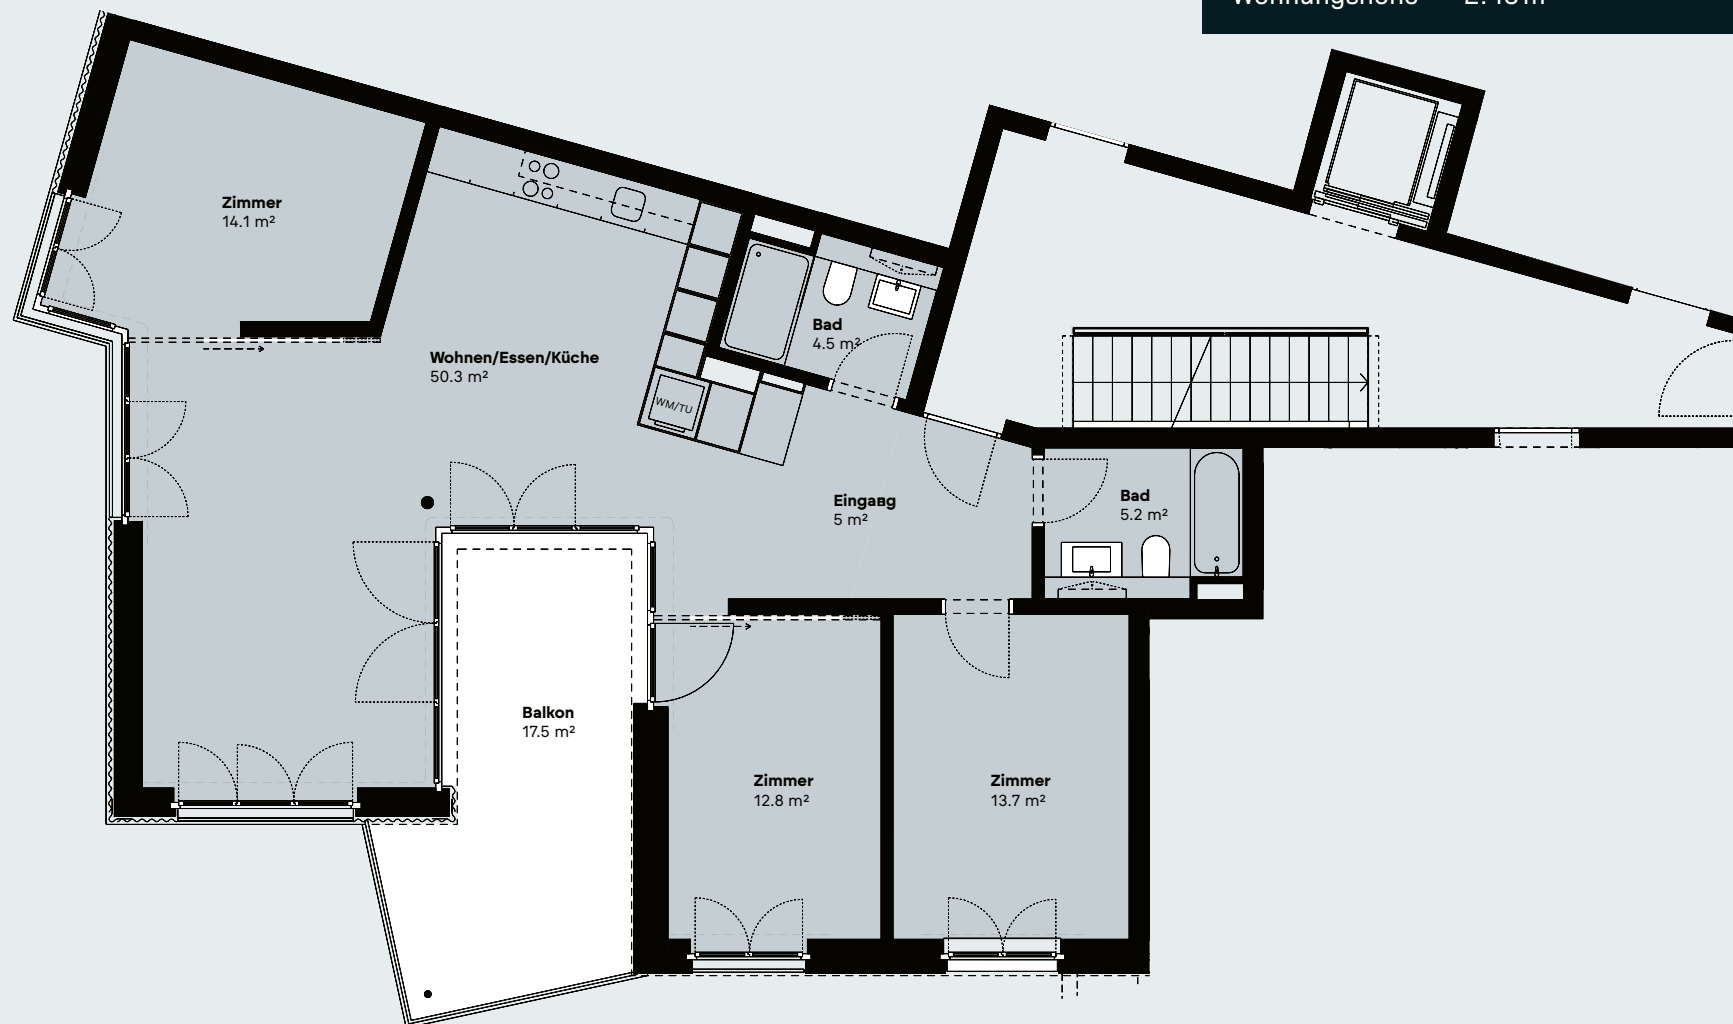 Zimmer
14.1 m²
Wohnen/Essen/Küche
50.3 m²
Bad
4.5 m²
WM/TU
Eingang
5 m²
Bad
5.2 m²
Balkon
17.5 m²
Zimmer
12.8 m²
Zimmer
13.7 m²